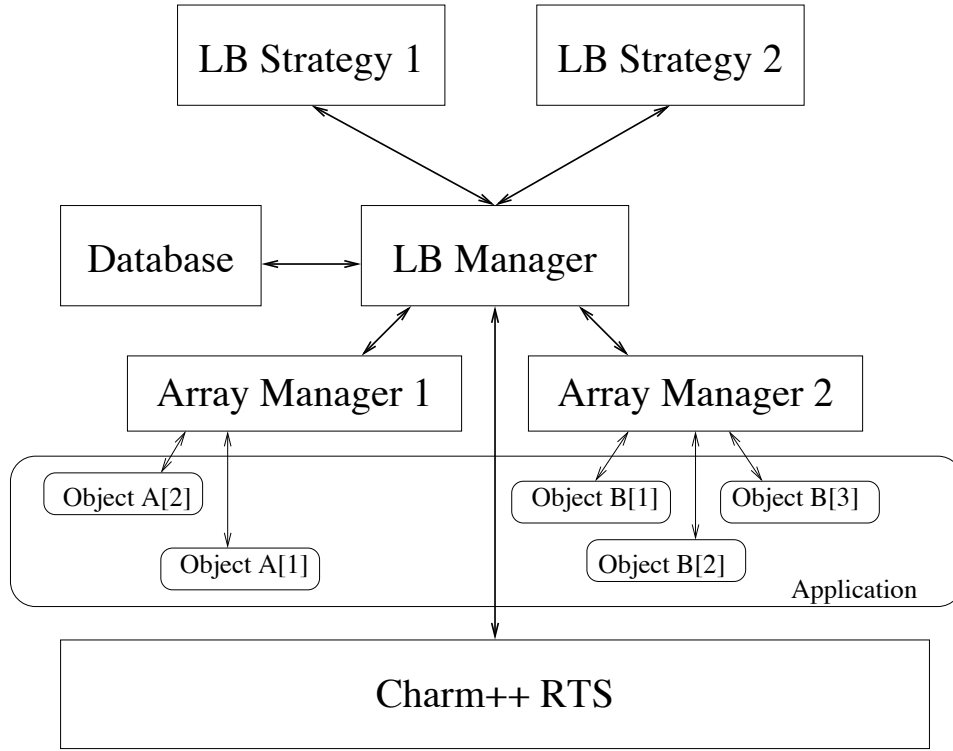 LB Strategy 1
LB Strategy 2
Database
LB Manager
Array Manager 1
Array Manager 2
Object A[2]
Object B[1]
Object B[3]
Object A[1]
Object B[2]
Application
Charm++ RTS